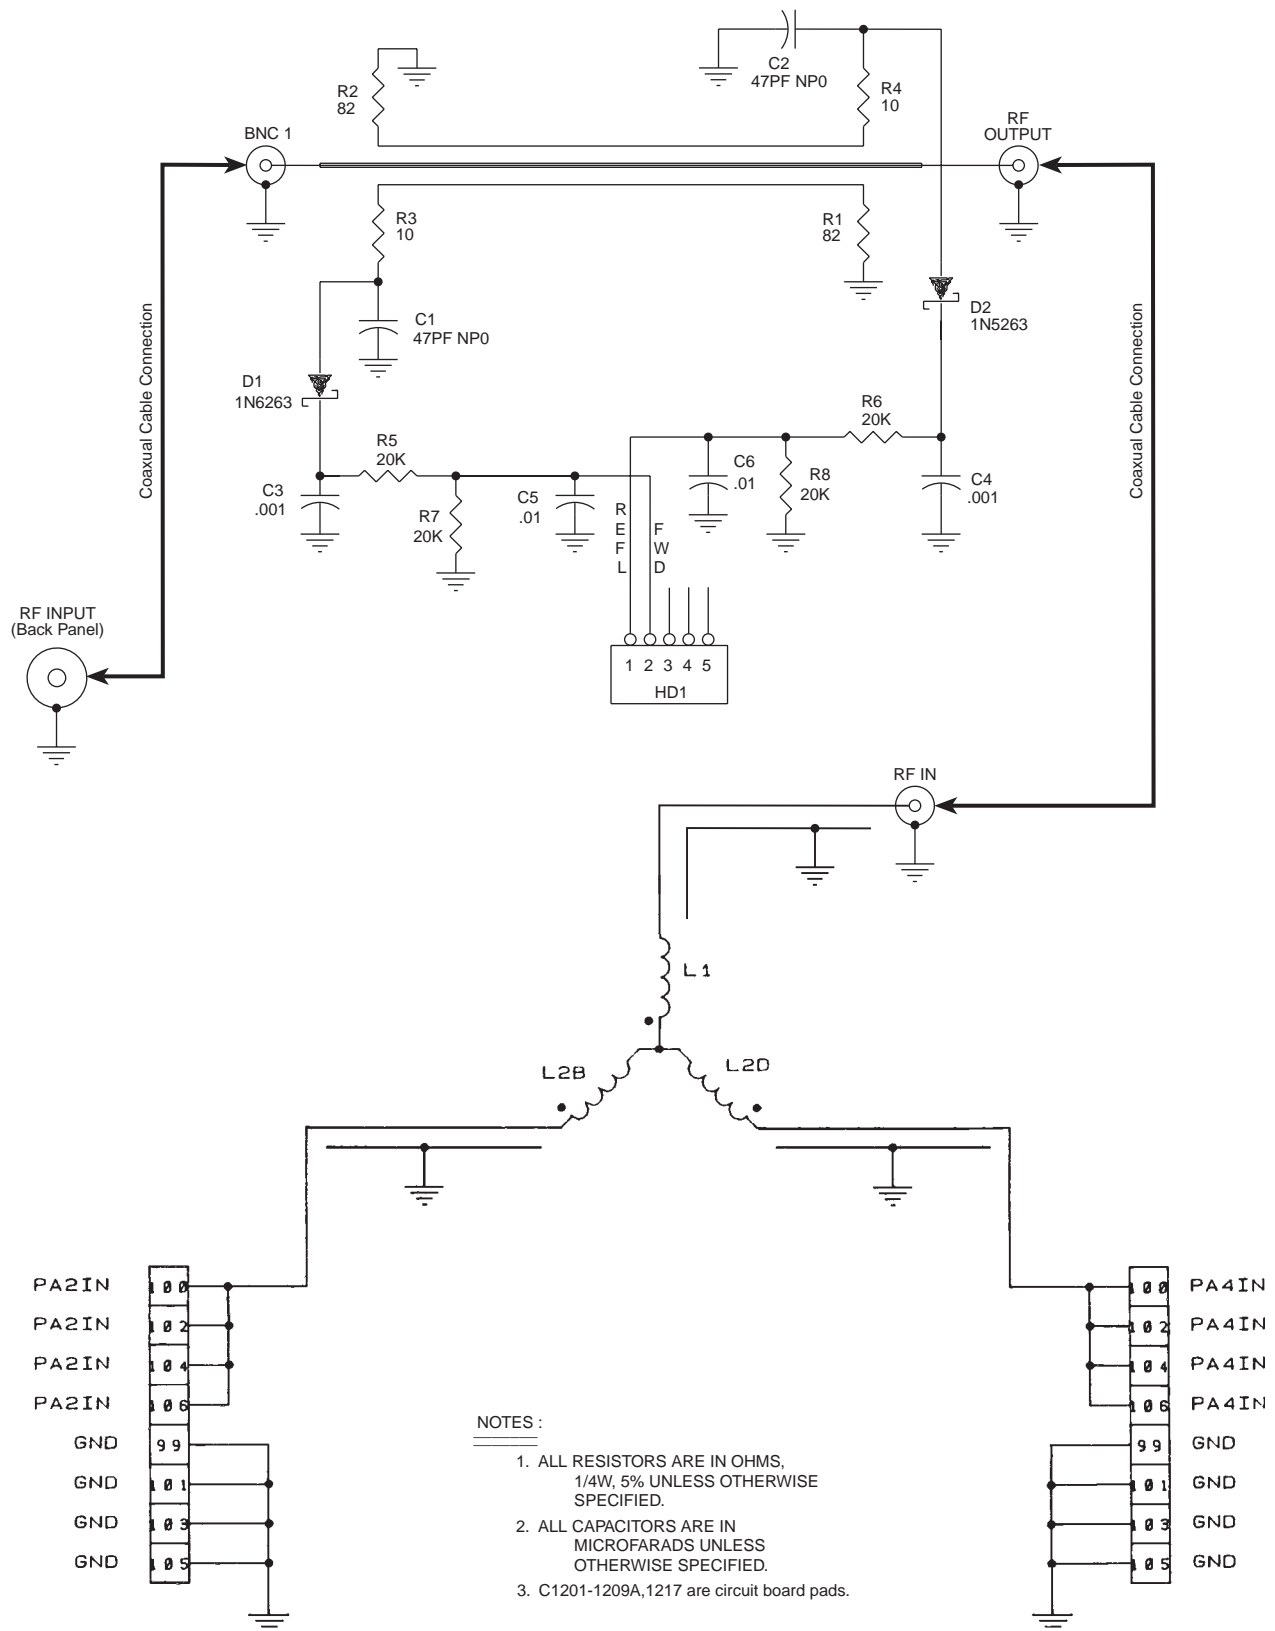 C2
47PF NP0
R2
82
R4
10
BNC 1
RF
OUTPUT
R3
10
R1
82
C1
47PF NP0
D2
1N5263
Coaxual Cable Connection
Coaxual Cable Connection
D1
1N6263
R6
20K
R5
20K
C6
.01
R8
20K
C4
.001
C3
.001
R7
20K
C5
.01
REFL
FWD
RF INPUT
(Back Panel)
1 2 3 4 5
HD1
RF IN
L1
L2B
L2D
PA2IN 100
PA2IN 102
PA2IN 104
PA2IN 106
GND 99
GND 101
GND 103
GND 105
100 PA4IN
102 PA4IN
104 PA4IN
106 PA4IN
99 GND
101 GND
103 GND
105 GND
NOTES :
1. ALL RESISTORS ARE IN OHMS,
1/4W, 5% UNLESS OTHERWISE
SPECIFIED.
2. ALL CAPACITORS ARE IN
MICROFARADS UNLESS
OTHERWISE SPECIFIED.
3. C1201-1209A,1217 are circuit board pads.